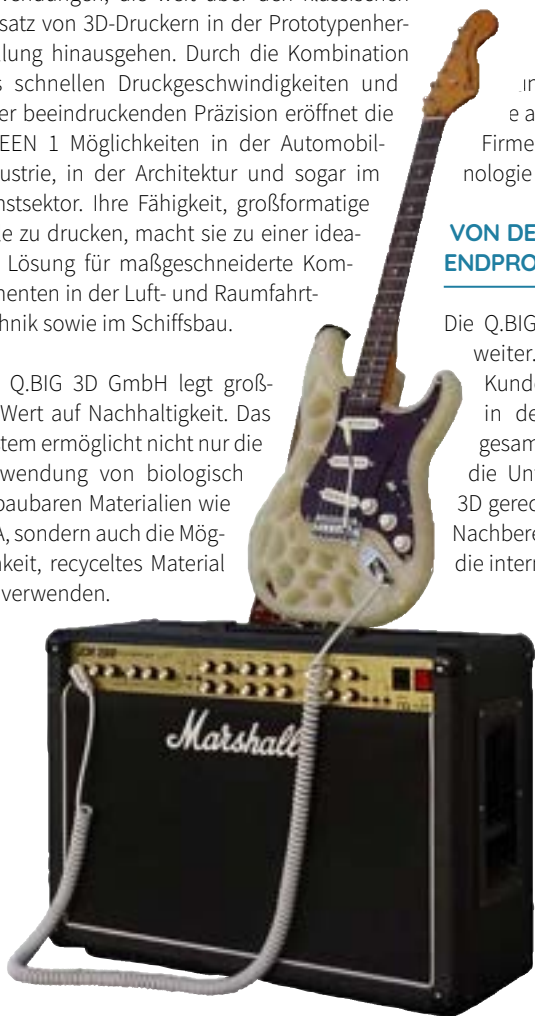 wendungen, die weit über den klassischen
satz von 3D-Druckern in der Prototypenher-
lung hinausgehen. Durch die Kombination
s schnellen Druckgeschwindigkeiten und
er beeindruckenden Präzision eröffnet die
EEN 1 Möglichkeiten in der Automobil-
ustrie, in der Architektur und sogar im
nstsektor. Ihre Fähigkeit, großformatige
le zu drucken, macht sie zu einer idea-
Lösung für maßgeschneiderte Kom-
nenten in der Luft- und Raumfahrt-
hnik sowie im Schiffsbau.
Q.BIG 3D GmbH legt groß-
Wert auf Nachhaltigkeit. Das
tem ermöglicht nicht nur die
wendung von biologisch
baubaren Materialien wie
A, sondern auch die Mög-
keit, recyceltes Material
verwenden.
e a
Firme
nologie
VON DE
ENDPRO
Die Q.BIG
weiter.
Kunde
in de
gesam
die Un
3D gerec
Nachbere
die intern
Marshall